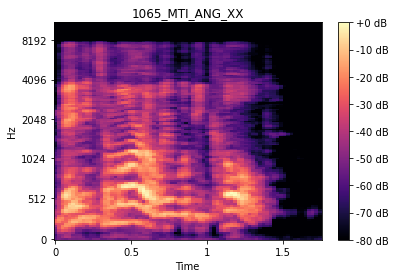 1065_MTI_ANG_XX
+0 dB
8192
-10 dB
4096
-20 dB
-30 dB
2048
Hz
-40 dB
1024
-50 dB
512
-60 dB
-70 dB
0
-80 dB
0
0.5
1
1.5
Time